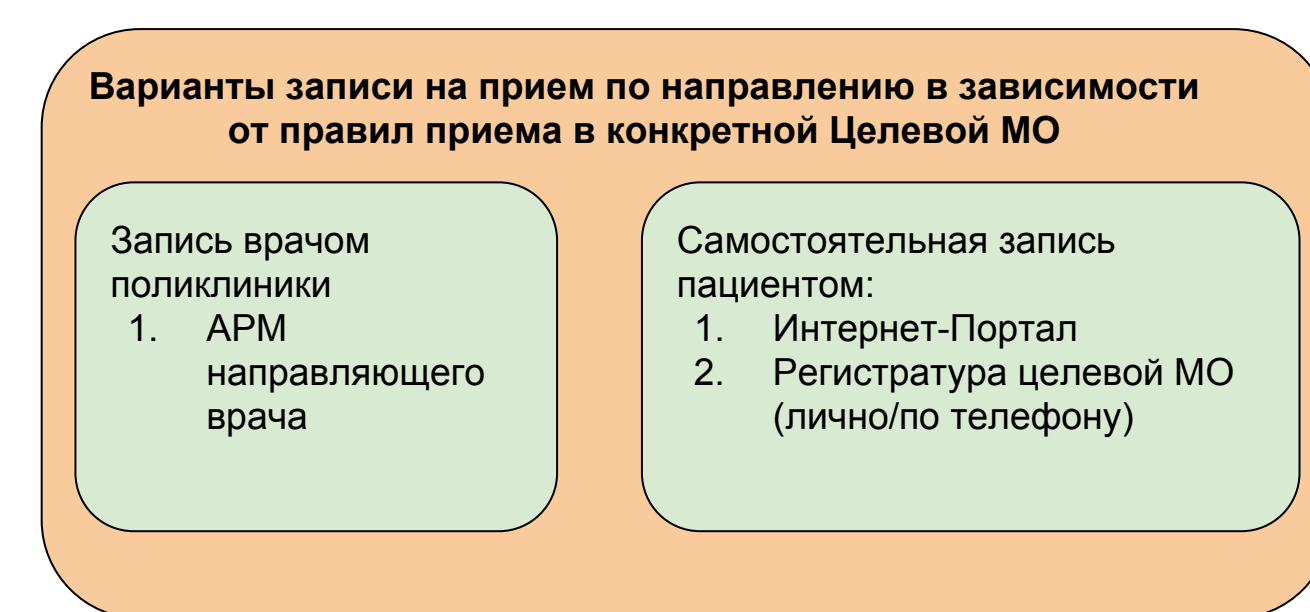 Варианты записи на прием по направлению в зависимости
от правил приема в конкретной Целевой МО
Запись врачом
поликлиники
1. АРМ
направляющего
врача
Самостоятельная запись
пациентом:
1. Интернет-Портал
2. Регистратура целевой МО
(лично/по телефону)